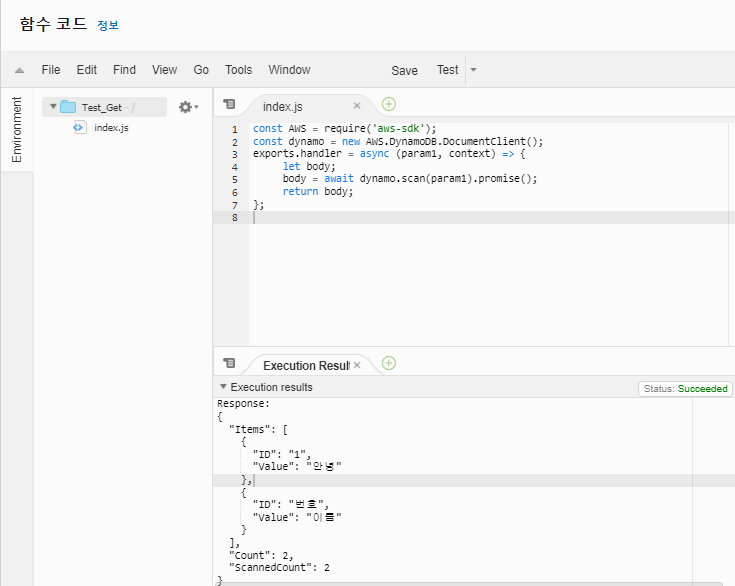 함수 코드 정보
File Edit Find View Go Tools Window Save Test
Environment
Test_Get - /
index.js
index.js
1 const AWS = require('aws-sdk');
2 const dynamo = new AWS.DynamoDB.DocumentClient();
3 exports.handler = async (param1, context) => {
4 let body;
5 body = await dynamo.scan(param1).promise();
6 return body;
7 };
8
Execution Result
Execution results
Status: Succeeded
Response:
{
"Items": [
{
"ID": "1",
"Value": "안녕"
},
{
"ID": "번호",
"Value": "이름"
}
],
"Count": 2,
"ScannedCount": 2
}